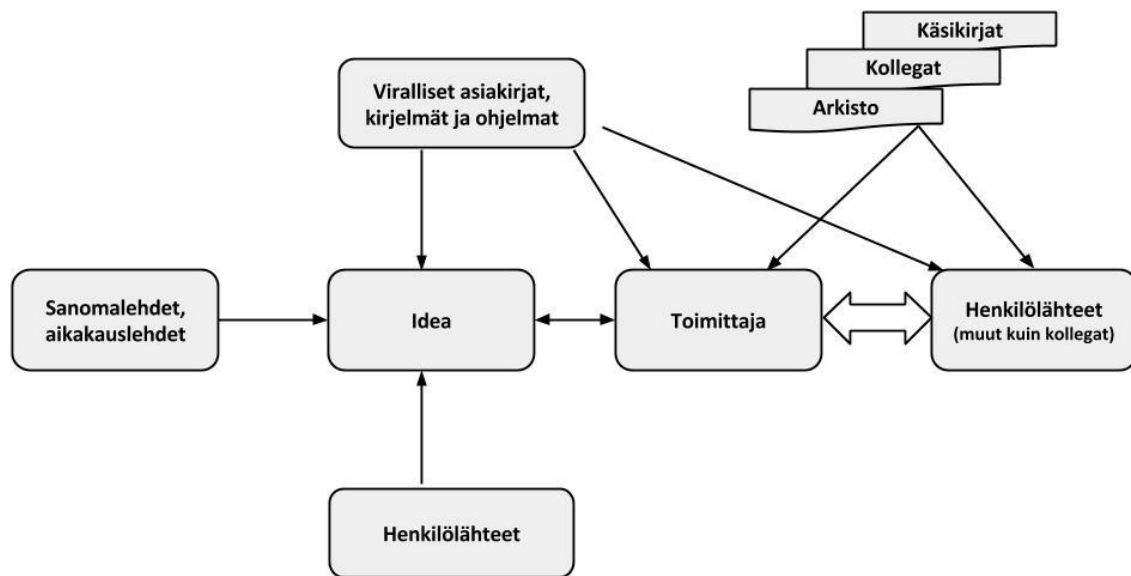 Käsikirjat
Kollegat
Arkisto
Viralliset asiakirjat,
kirjelmät ja ohjelmat
Sanomalehdet,
aikakauslehdet
Idea
Toimittaja
Henkilölähteet
(muut kuin kollegat)
Henkilölähteet